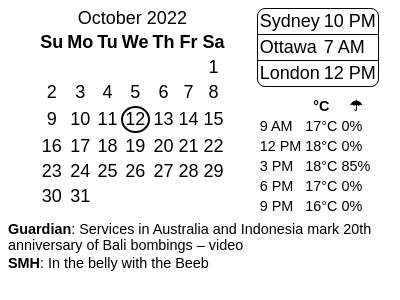 October 2022
Su Mo Tu We Th Fr Sa
1
2 3 4 5 6 7 8
9 10 11 12 13 14 15
16 17 18 19 20 21 22
23 24 25 26 27 28 29
30 31
Sydney 10 PM
Ottawa 7 AM
London 12 PM
°C ☂
9 AM 17°C 0%
12 PM 18°C 0%
3 PM 18°C 85%
6 PM 17°C 0%
9 PM 16°C 0%
Guardian: Services in Australia and Indonesia mark 20th
anniversary of Bali bombings – video
SMH: In the belly with the Beeb